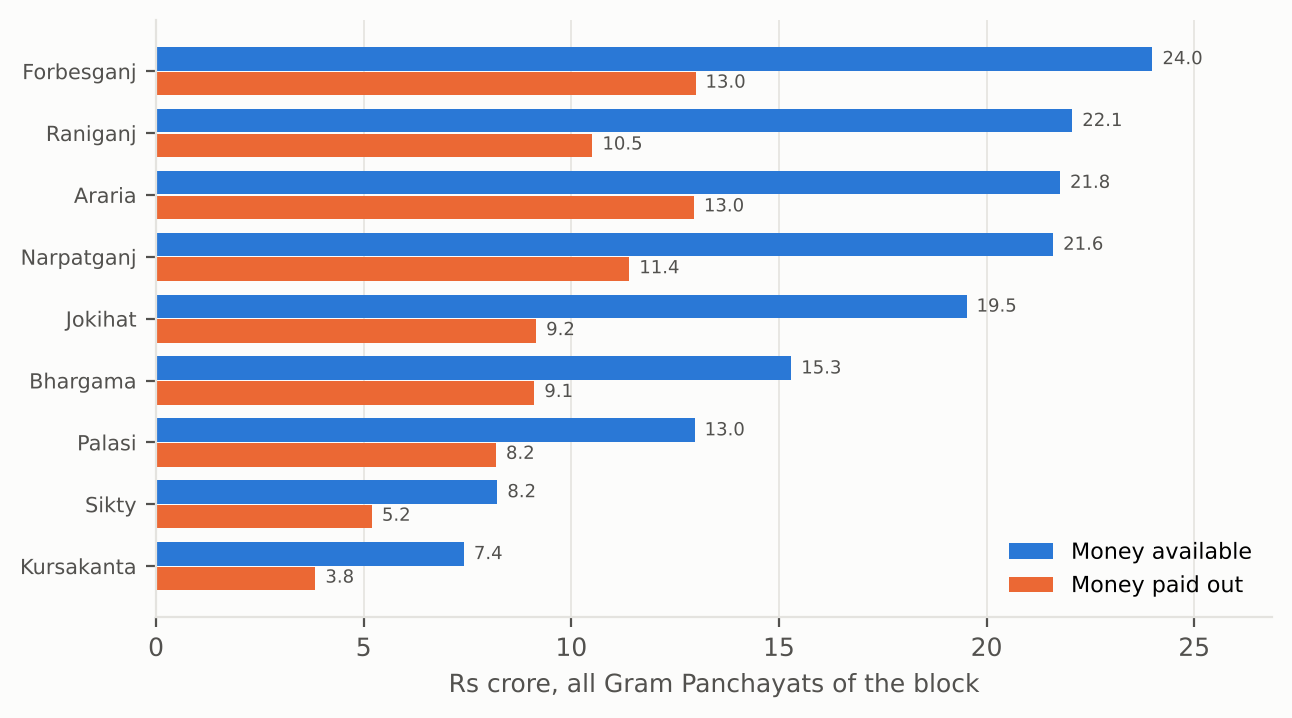 Forbesganj 24.0
13.0
Raniganj 22.1
10.5
Araria 21.8
13.0
Narpatganj 21.6
11.4
Jokihat 19.5
9.2
Bhargama 15.3
9.1
Palasi 13.0
8.2
Sikty 8.2
5.2
Kursakanta 7.4
3.8
Money available
Money paid out
0 5 10 15 20 25
Rs crore, all Gram Panchayats of the block